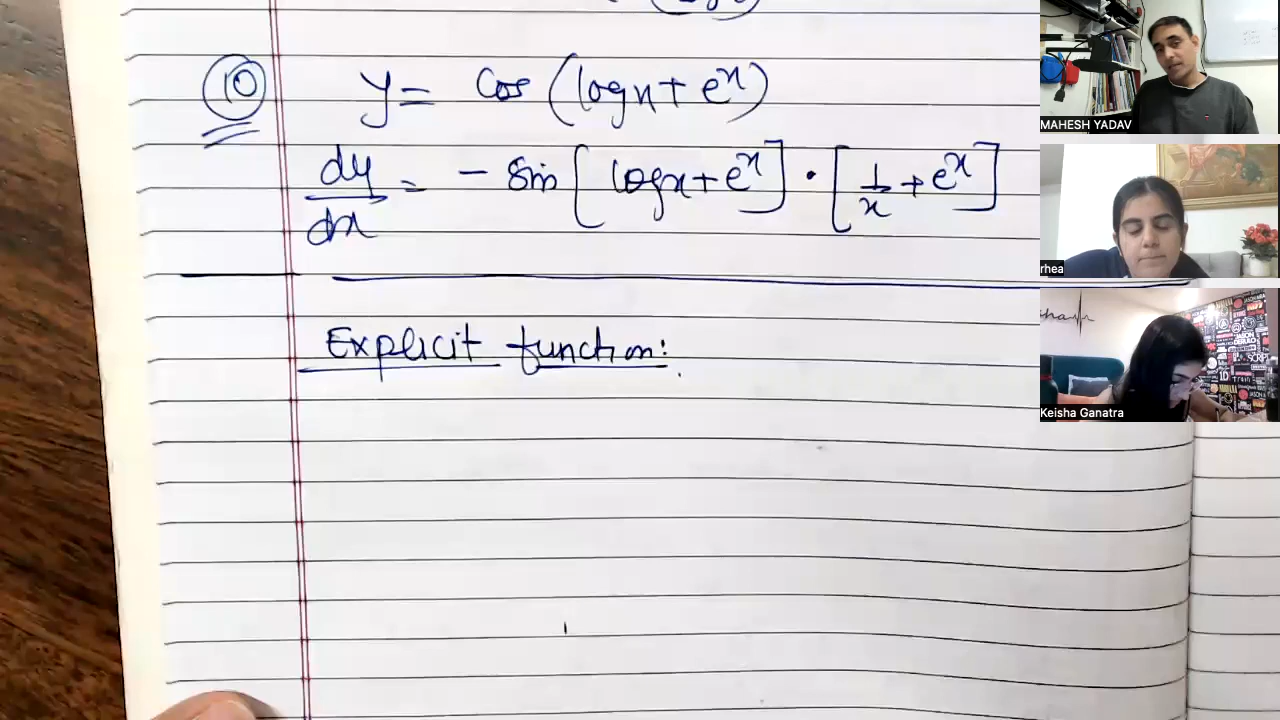 10 y = cos (log x + e^x)
dy/dx = - sin [log x + e^x] · [1/x + e^x]
Explicit function:
MAHESH YADAV
rhea
Keisha Ganatra